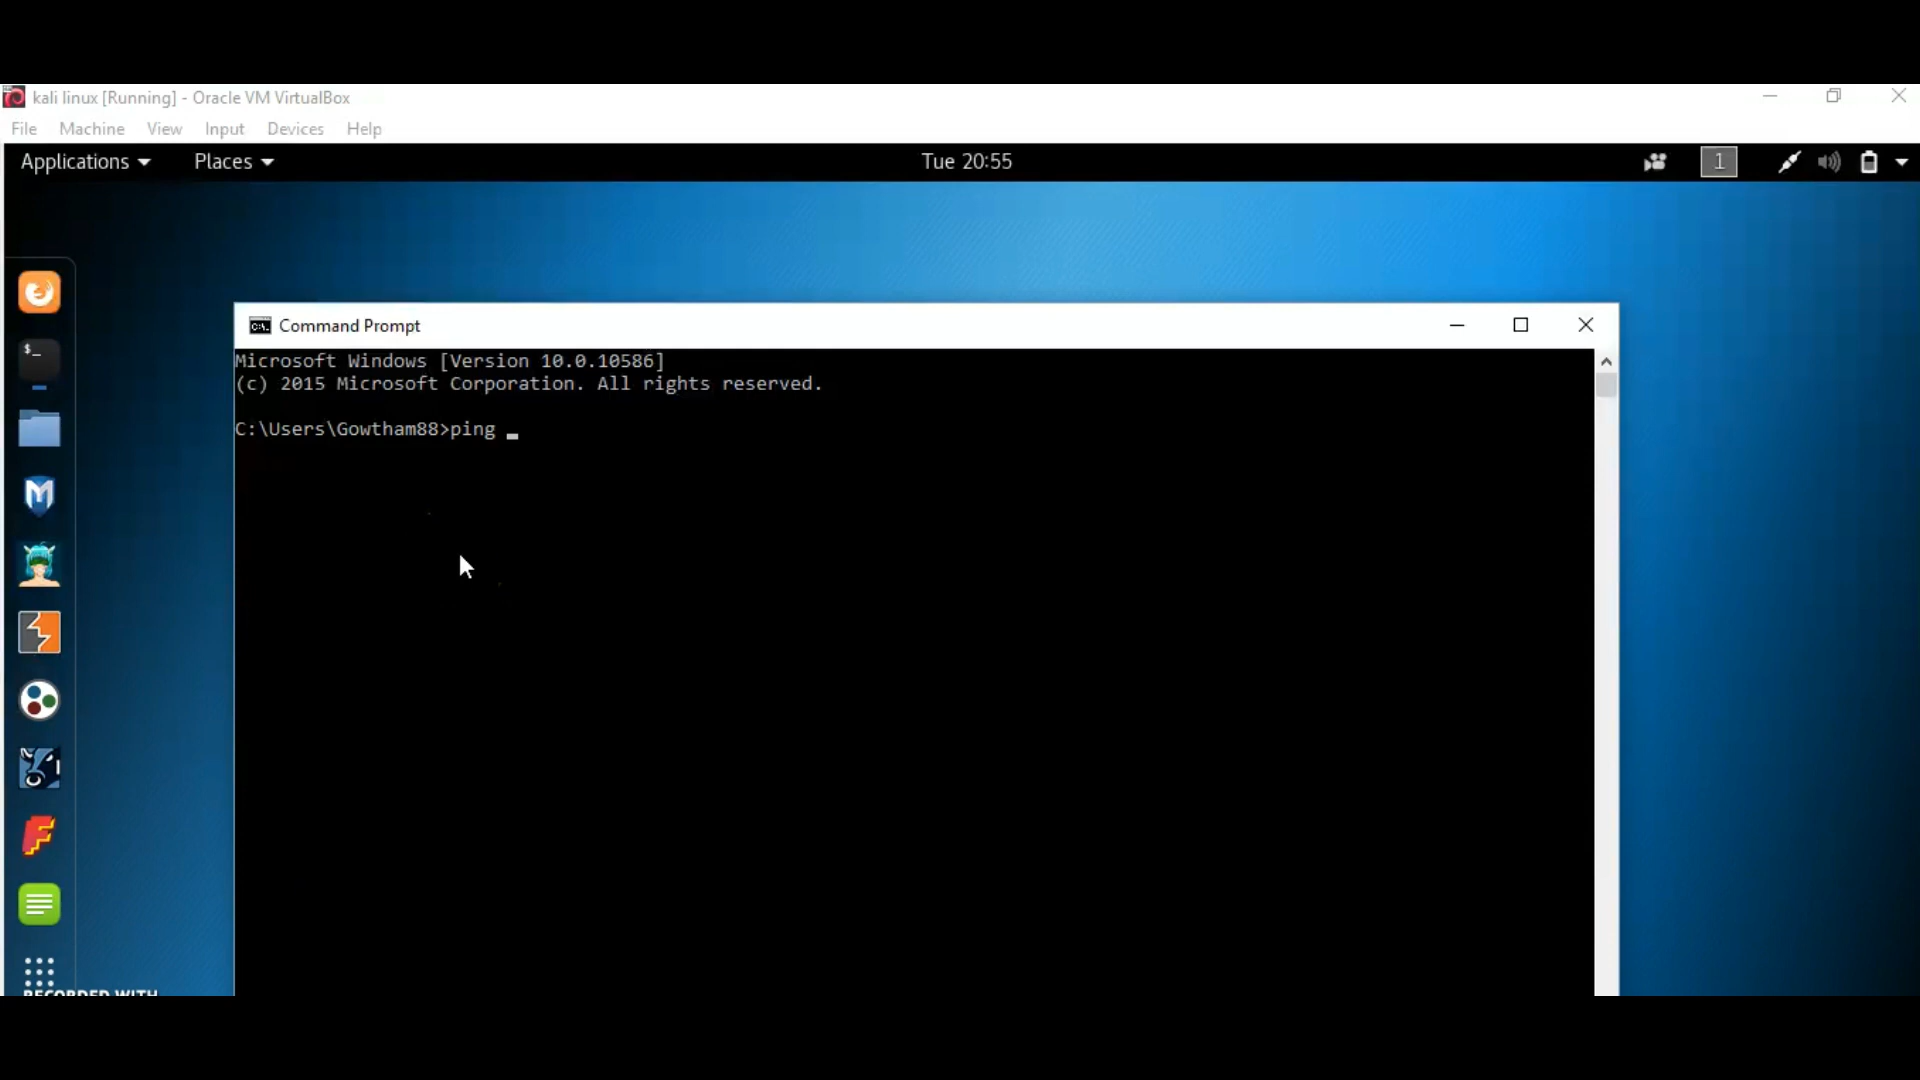 kali linux [Running] - Oracle VM VirtualBox
File Machine View Input Devices Help
Applications Places Tue 20:55 1
Command Prompt
Microsoft Windows [Version 10.0.10586]
(c) 2015 Microsoft Corporation. All rights reserved.
C:\Users\Gowtham88>ping _
RECORDED WITH